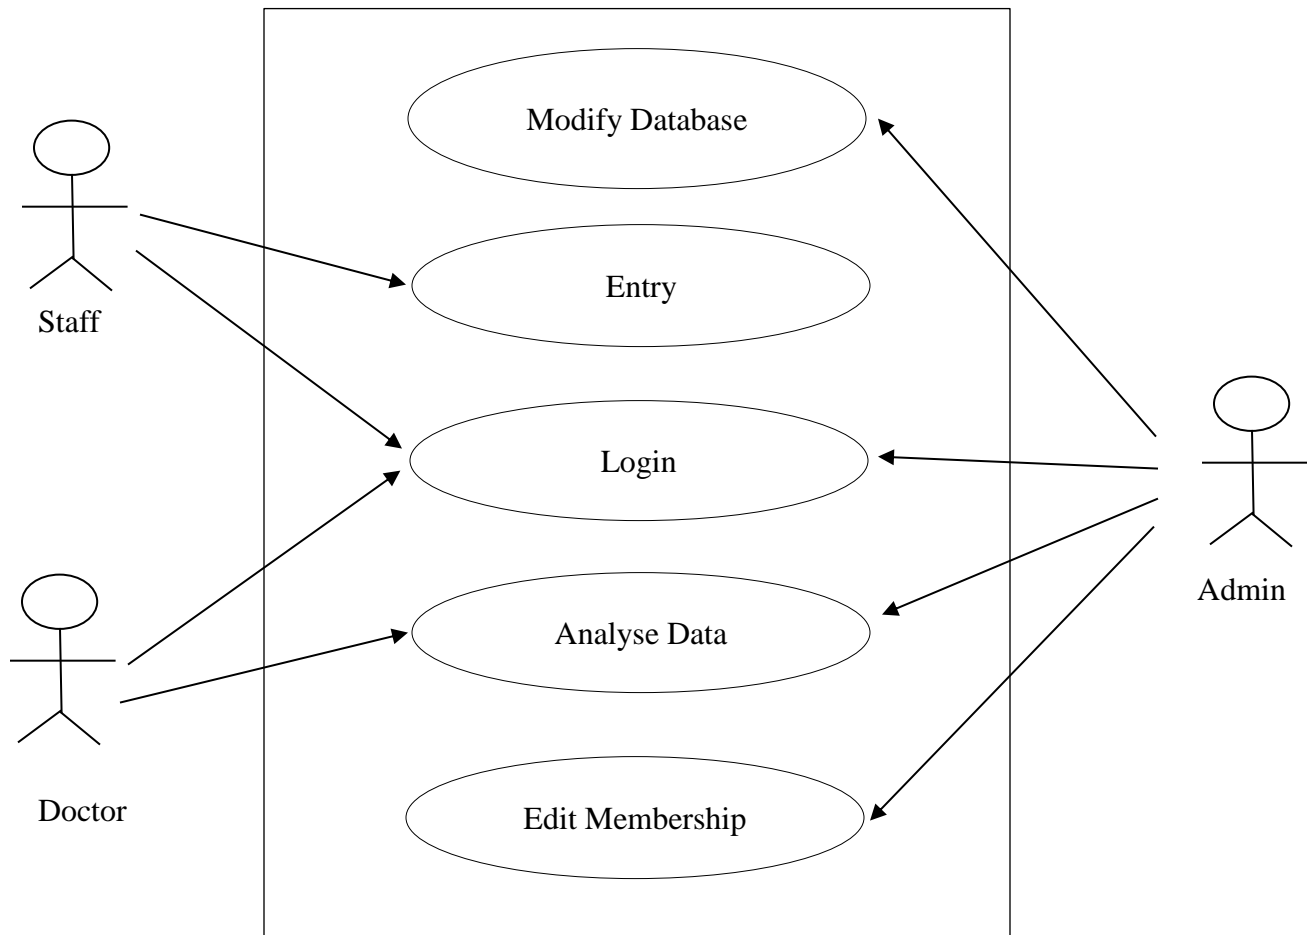 Modify Database
Entry
Staff
Login
Admin
Analyse Data
Doctor
Edit Membership